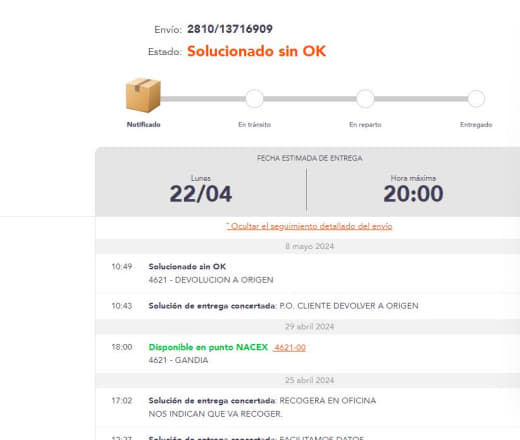 Envío: 2810/13716909
Estado: Solucionado sin OK
Notificado En tránsito En reparto Entregado
FECHA ESTIMADA DE ENTREGA
Lunes Hora máxima
22/04 20:00
ˆ Ocultar el seguimiento detallado del envío
8 mayo 2024
10:49 Solucionado sin OK
4621 - DEVOLUCION A ORIGEN
10:43 Solución de entrega concertada: P.O. CLIENTE DEVOLVER A ORIGEN
29 abril 2024
18:00 Disponible en punto NACEX 4621-00
4621 - GANDIA
25 abril 2024
17:02 Solución de entrega concertada: RECOGERA EN OFICINA
NOS INDICAN QUE VA RECOGER.
12:27 Solución de entrega concertada: FACILITAMOS DATOS